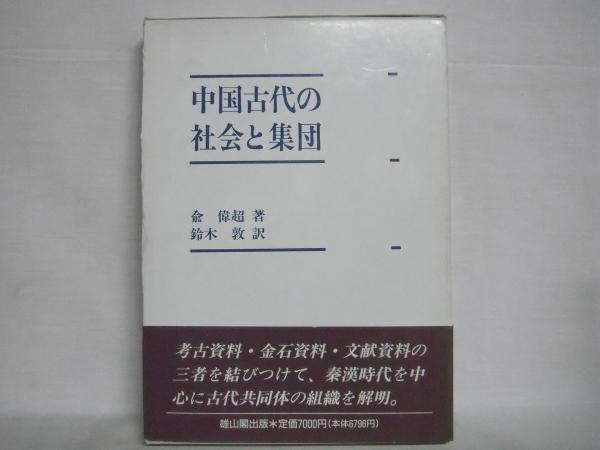 中国古代の
社会と集団
兪 偉超 著
鈴木 敦 訳
考古資料・金石資料・文献資料の
三者を結びつけて、秦漢時代を中
心に古代共同体の組織を解明。
雄山閣出版*定価7000円(本体6796円)